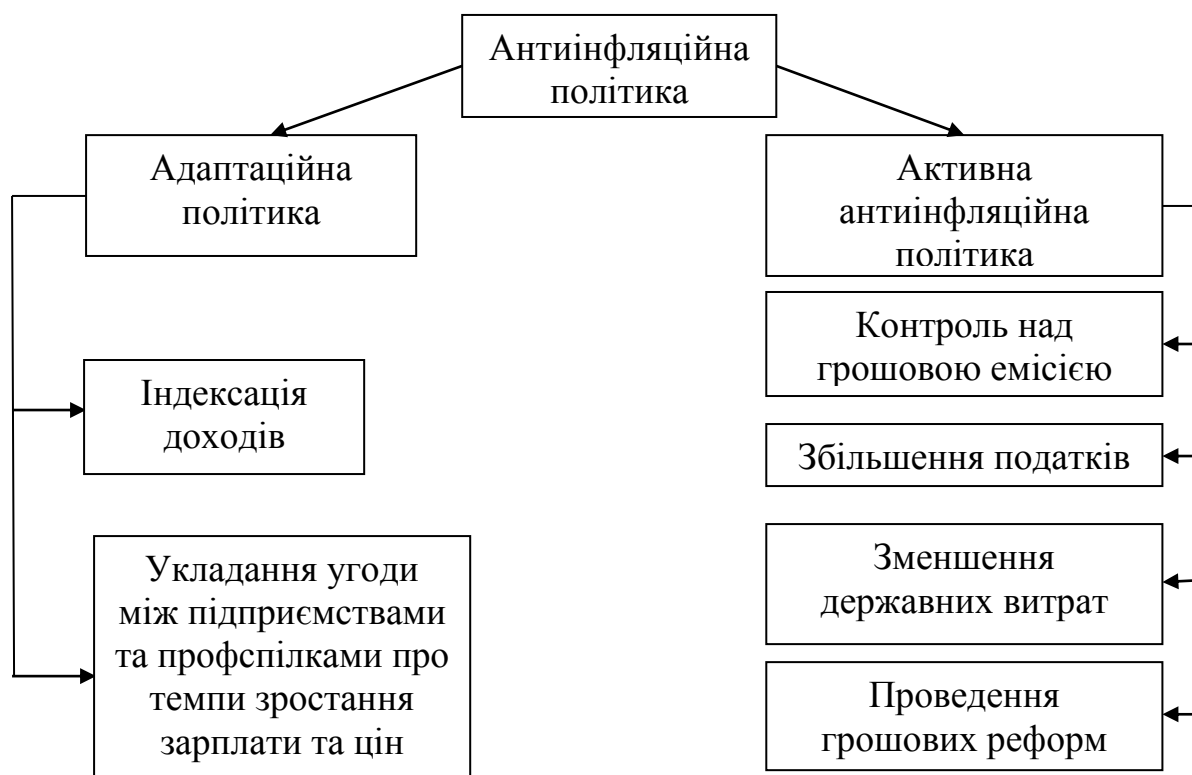 Антиінфляційна
політика
Адаптаційна
політика
Активна
антиінфляційна
політика
Контроль над
грошовою емісією
Індексація
доходів
Збільшення податків
Укладання угоди
між підприємствами
та профспілками про
темпи зростання
зарплати та цін
Зменшення
державних витрат
Проведення
грошових реформ